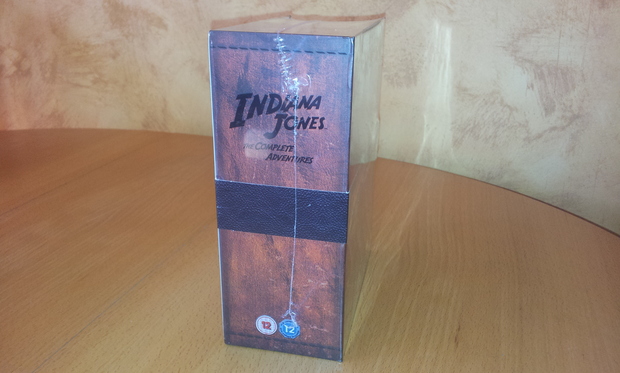 INDIANA
JONES
THE COMPLETE
ADVENTURES
12 12